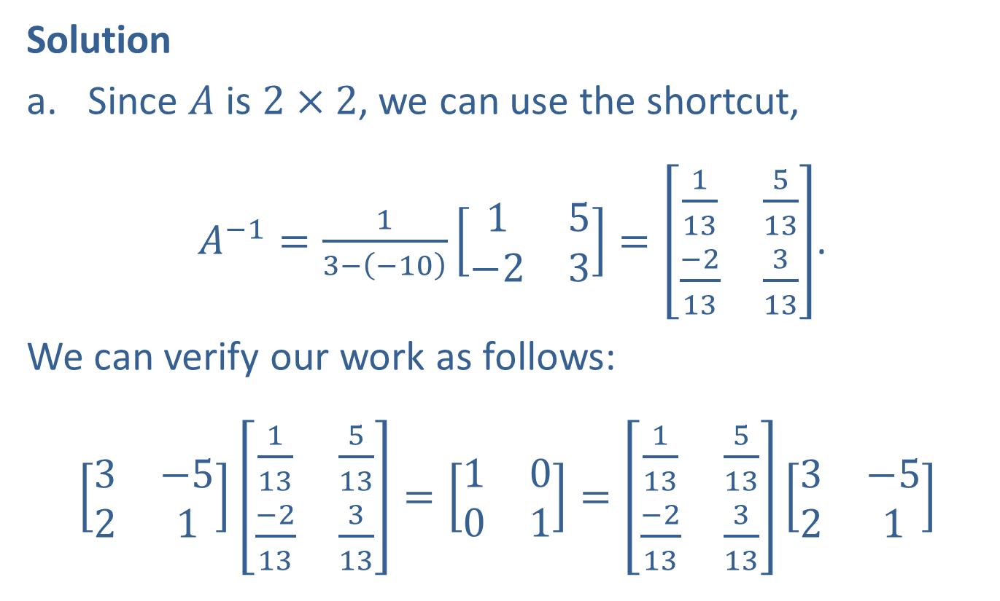 Solution
a. Since A is 2 × 2, we can use the shortcut,
A⁻¹ = \frac{1}{3-(-10)} \begin{bmatrix} 1 & 5 \\ -2 & 3 \end{bmatrix} = \begin{bmatrix} \frac{1}{13} & \frac{5}{13} \\ \frac{-2}{13} & \frac{3}{13} \end{bmatrix}.
We can verify our work as follows:
\begin{bmatrix} 3 & -5 \\ 2 & 1 \end{bmatrix} \begin{bmatrix} \frac{1}{13} & \frac{5}{13} \\ \frac{-2}{13} & \frac{3}{13} \end{bmatrix} = \begin{bmatrix} 1 & 0 \\ 0 & 1 \end{bmatrix} = \begin{bmatrix} \frac{1}{13} & \frac{5}{13} \\ \frac{-2}{13} & \frac{3}{13} \end{bmatrix} \begin{bmatrix} 3 & -5 \\ 2 & 1 \end{bmatrix}